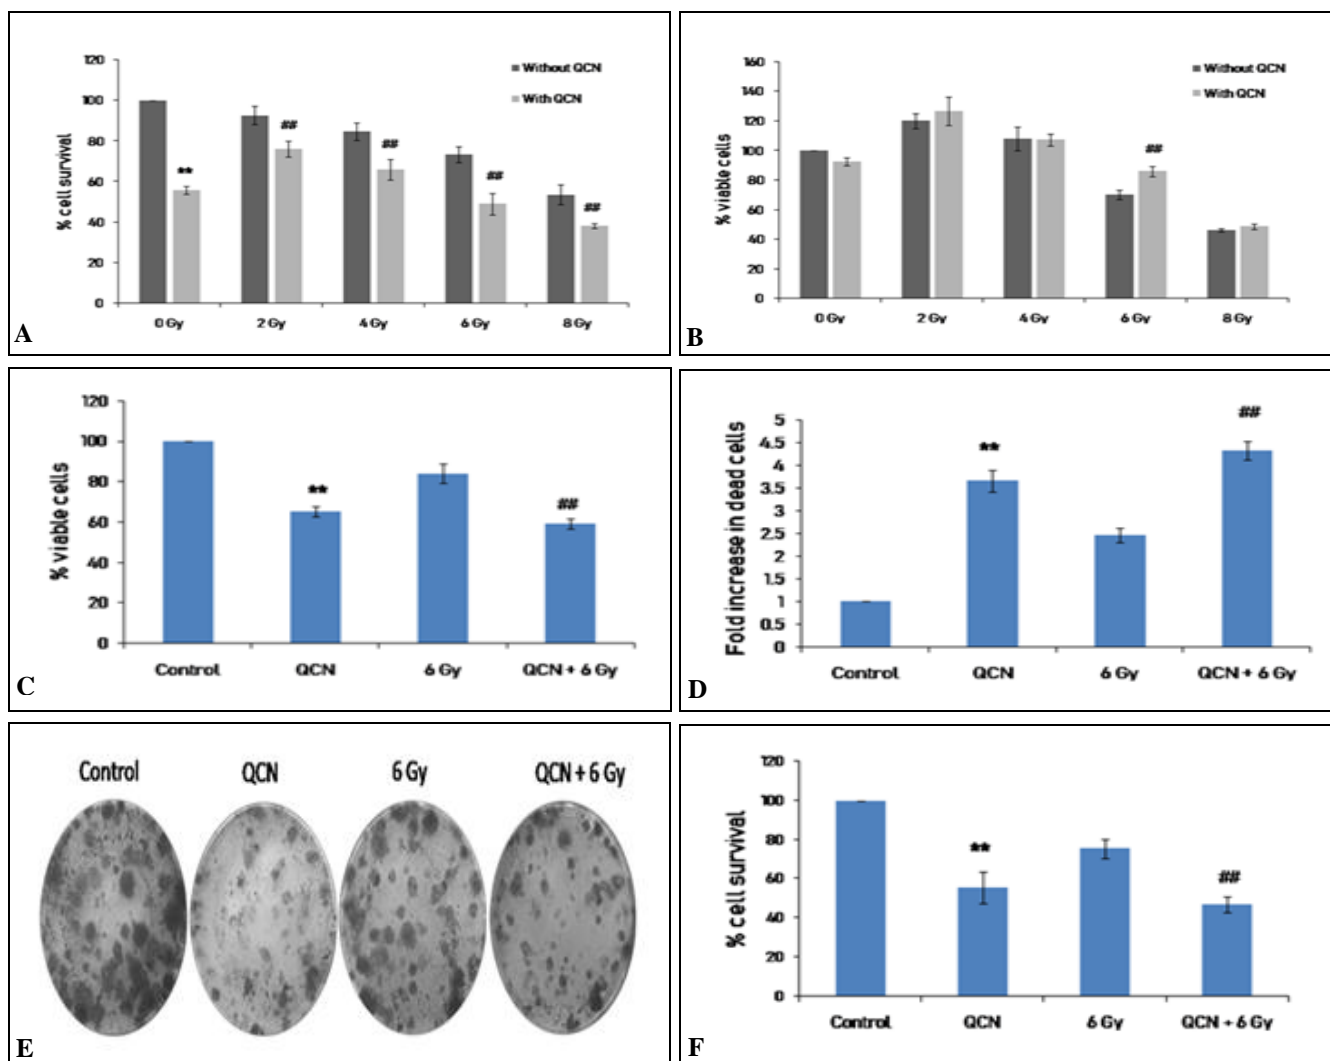 120
100
80
60
40
20
0
% cell survival
Without QCN
With QCN
**
##
##
##
##
0 Gy 2 Gy 4 Gy 6 Gy 8 Gy
A
160
140
120
100
80
60
40
20
0
% viable cells
Without QCN
With QCN
##
0 Gy 2 Gy 4 Gy 6 Gy 8 Gy
B
120
100
80
60
40
20
0
% viable cells
**
##
Control QCN 6 Gy QCN + 6 Gy
C
5
4.5
4
3.5
3
2.5
2
1.5
1
0.5
0
Fold increase in dead cells
**
##
Control QCN 6 Gy QCN + 6 Gy
D
Control QCN 6 Gy QCN + 6 Gy
E
120
100
80
60
40
20
0
% cell survival
**
##
Control QCN 6 Gy QCN + 6 Gy
F